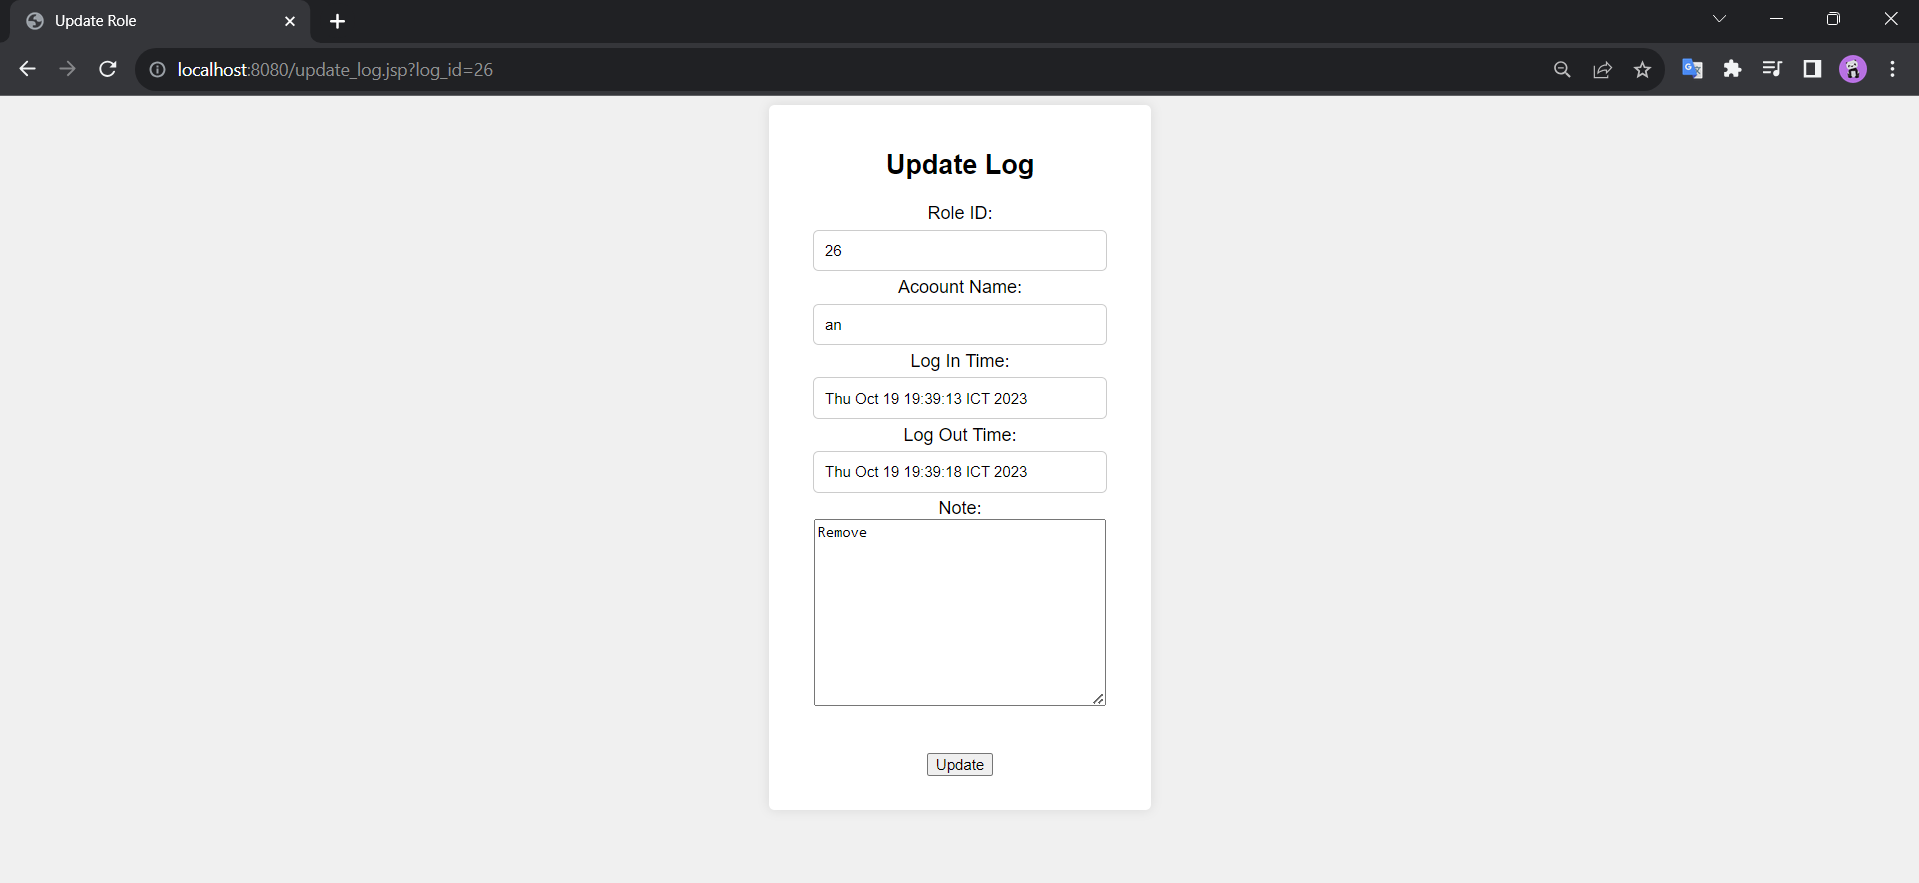 Update Role
localhost:8080/update_log.jsp?log_id=26
Update Log
Role ID:
26
Acoount Name:
an
Log In Time:
Thu Oct 19 19:39:13 ICT 2023
Log Out Time:
Thu Oct 19 19:39:18 ICT 2023
Note:
Remove
Update